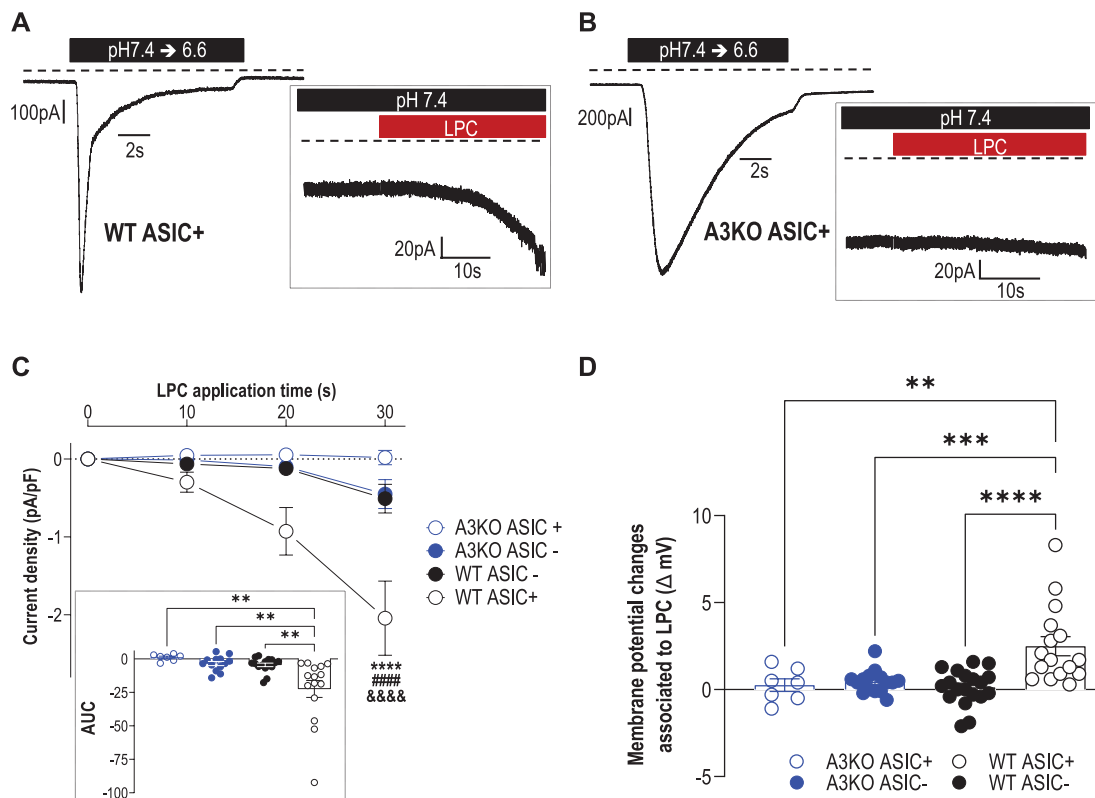 A
pH7.4 ➔ 6.6
100pA
2s
WT ASIC+
pH 7.4
LPC
20pA
10s
B
pH7.4 ➔ 6.6
200pA
2s
A3KO ASIC+
pH 7.4
LPC
20pA
10s
C
LPC application time (s)
0 10 20 30
Current density (pA/pF)
0
-1
-2
A3KO ASIC +
A3KO ASIC -
WT ASIC -
WT ASIC+
****
####
&&&&
AUC
0
-25
-50
-75
-100
**
**
**
D
Membrane potential changes
associated to LPC (Δ mV)
10
5
0
-5
**
***
****
A3KO ASIC+ WT ASIC+
A3KO ASIC- WT ASIC-